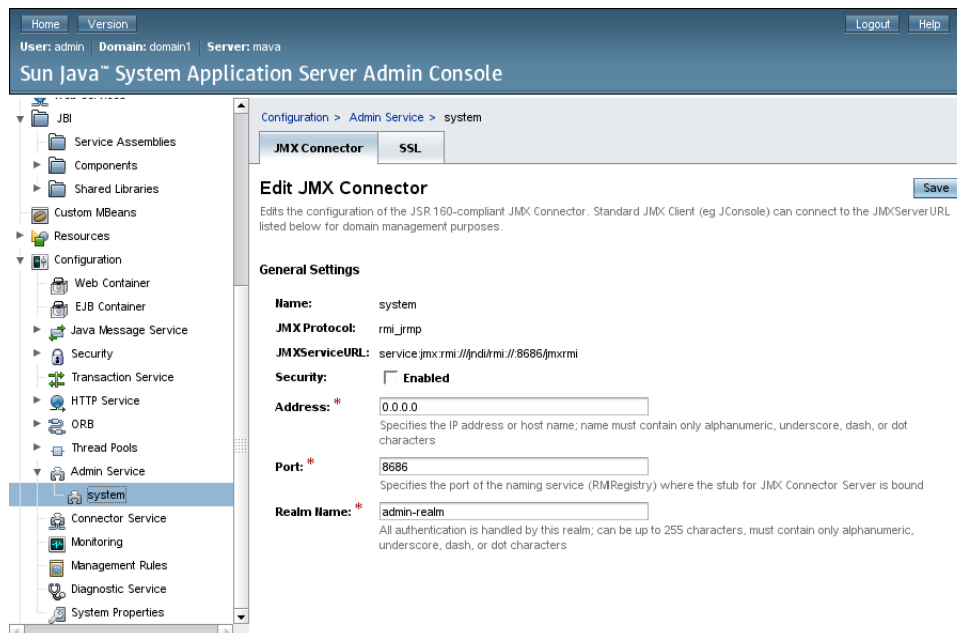 Home Version Logout Help
User: admin Domain: domain1 Server: mava
Sun Java™ System Application Server Admin Console
JBI
Service Assemblies
Components
Shared Libraries
Custom MBeans
Resources
Configuration
Web Container
EJB Container
Java Message Service
Security
Transaction Service
HTTP Service
ORB
Thread Pools
Admin Service
system
Connector Service
Monitoring
Management Rules
Diagnostic Service
System Properties
Configuration > Admin Service > system
JMX Connector SSL
Edit JMX Connector Save
Edits the configuration of the JSR 160-compliant JMX Connector. Standard JMX Client (eg JConsole) can connect to the JMXServerURL
listed below for domain management purposes.
General Settings
Name: system
JMX Protocol: rmi_jrmp
JMXServiceURL: service:jmx:rmi:///jndi/rmi://:8686/jmxrmi
Security: Enabled
Address: * 0.0.0.0
Specifies the IP address or host name; name must contain only alphanumeric, underscore, dash, or dot
characters
Port: * 8686
Specifies the port of the naming service (RMIRegistry) where the stub for JMX Connector Server is bound
Realm Name: * admin-realm
All authentication is handled by this realm; can be up to 255 characters, must contain only alphanumeric,
underscore, dash, or dot characters